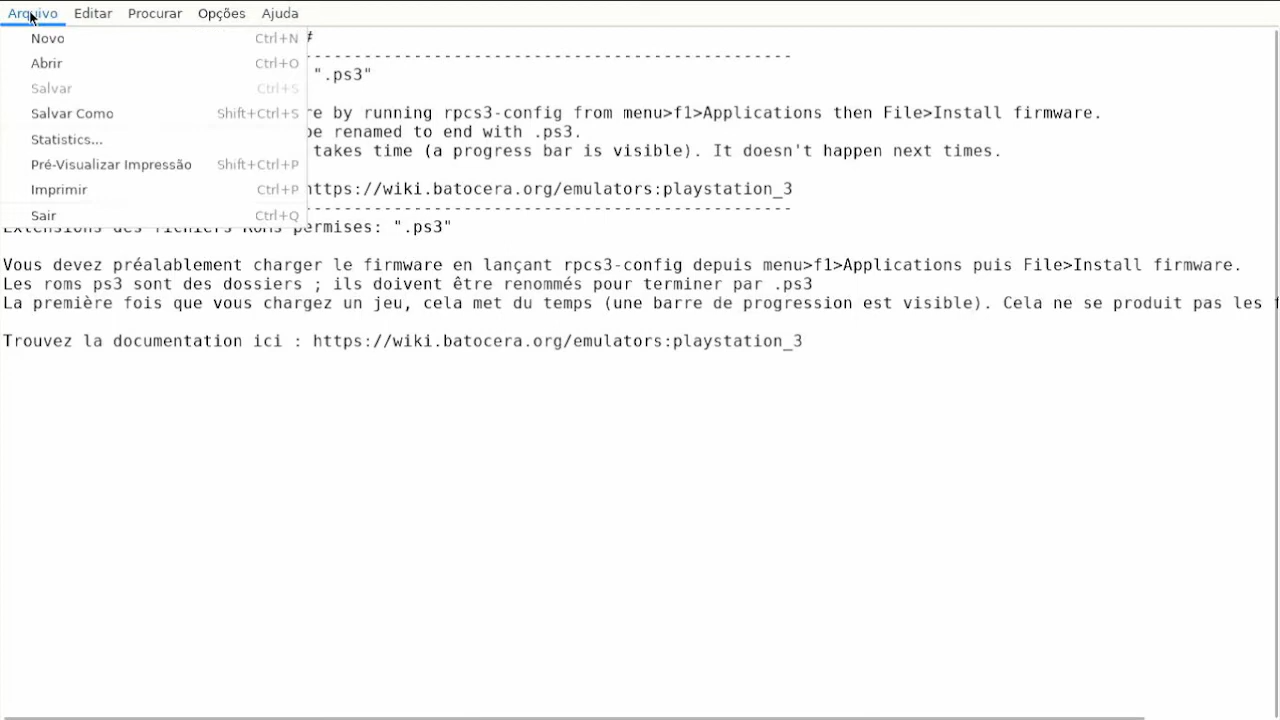 Arquivo Editar Procurar Opções Ajuda
Novo Ctrl+N #
Abrir Ctrl+O ---------------------------------------------------
".ps3"
Salvar Ctrl+S
Salvar Como Shift+Ctrl+S re by running rpcs3-config from menu>f1>Applications then File>Install firmware.
be renamed to end with .ps3.
Statistics...
takes time (a progress bar is visible). It doesn't happen next times.
Pré-Visualizar Impressão Shift+Ctrl+P
Imprimir Ctrl+P https://wiki.batocera.org/emulators:playstation_3
Sair Ctrl+Q ---------------------------------------------------
Extensions des fichiers Roms permises: ".ps3"
Vous devez préalablement charger le firmware en lançant rpcs3-config depuis menu>f1>Applications puis File>Install firmware.
Les roms ps3 sont des dossiers ; ils doivent être renommés pour terminer par .ps3
La première fois que vous chargez un jeu, cela met du temps (une barre de progression est visible). Cela ne se produit pas les f
Trouvez la documentation ici : https://wiki.batocera.org/emulators:playstation_3